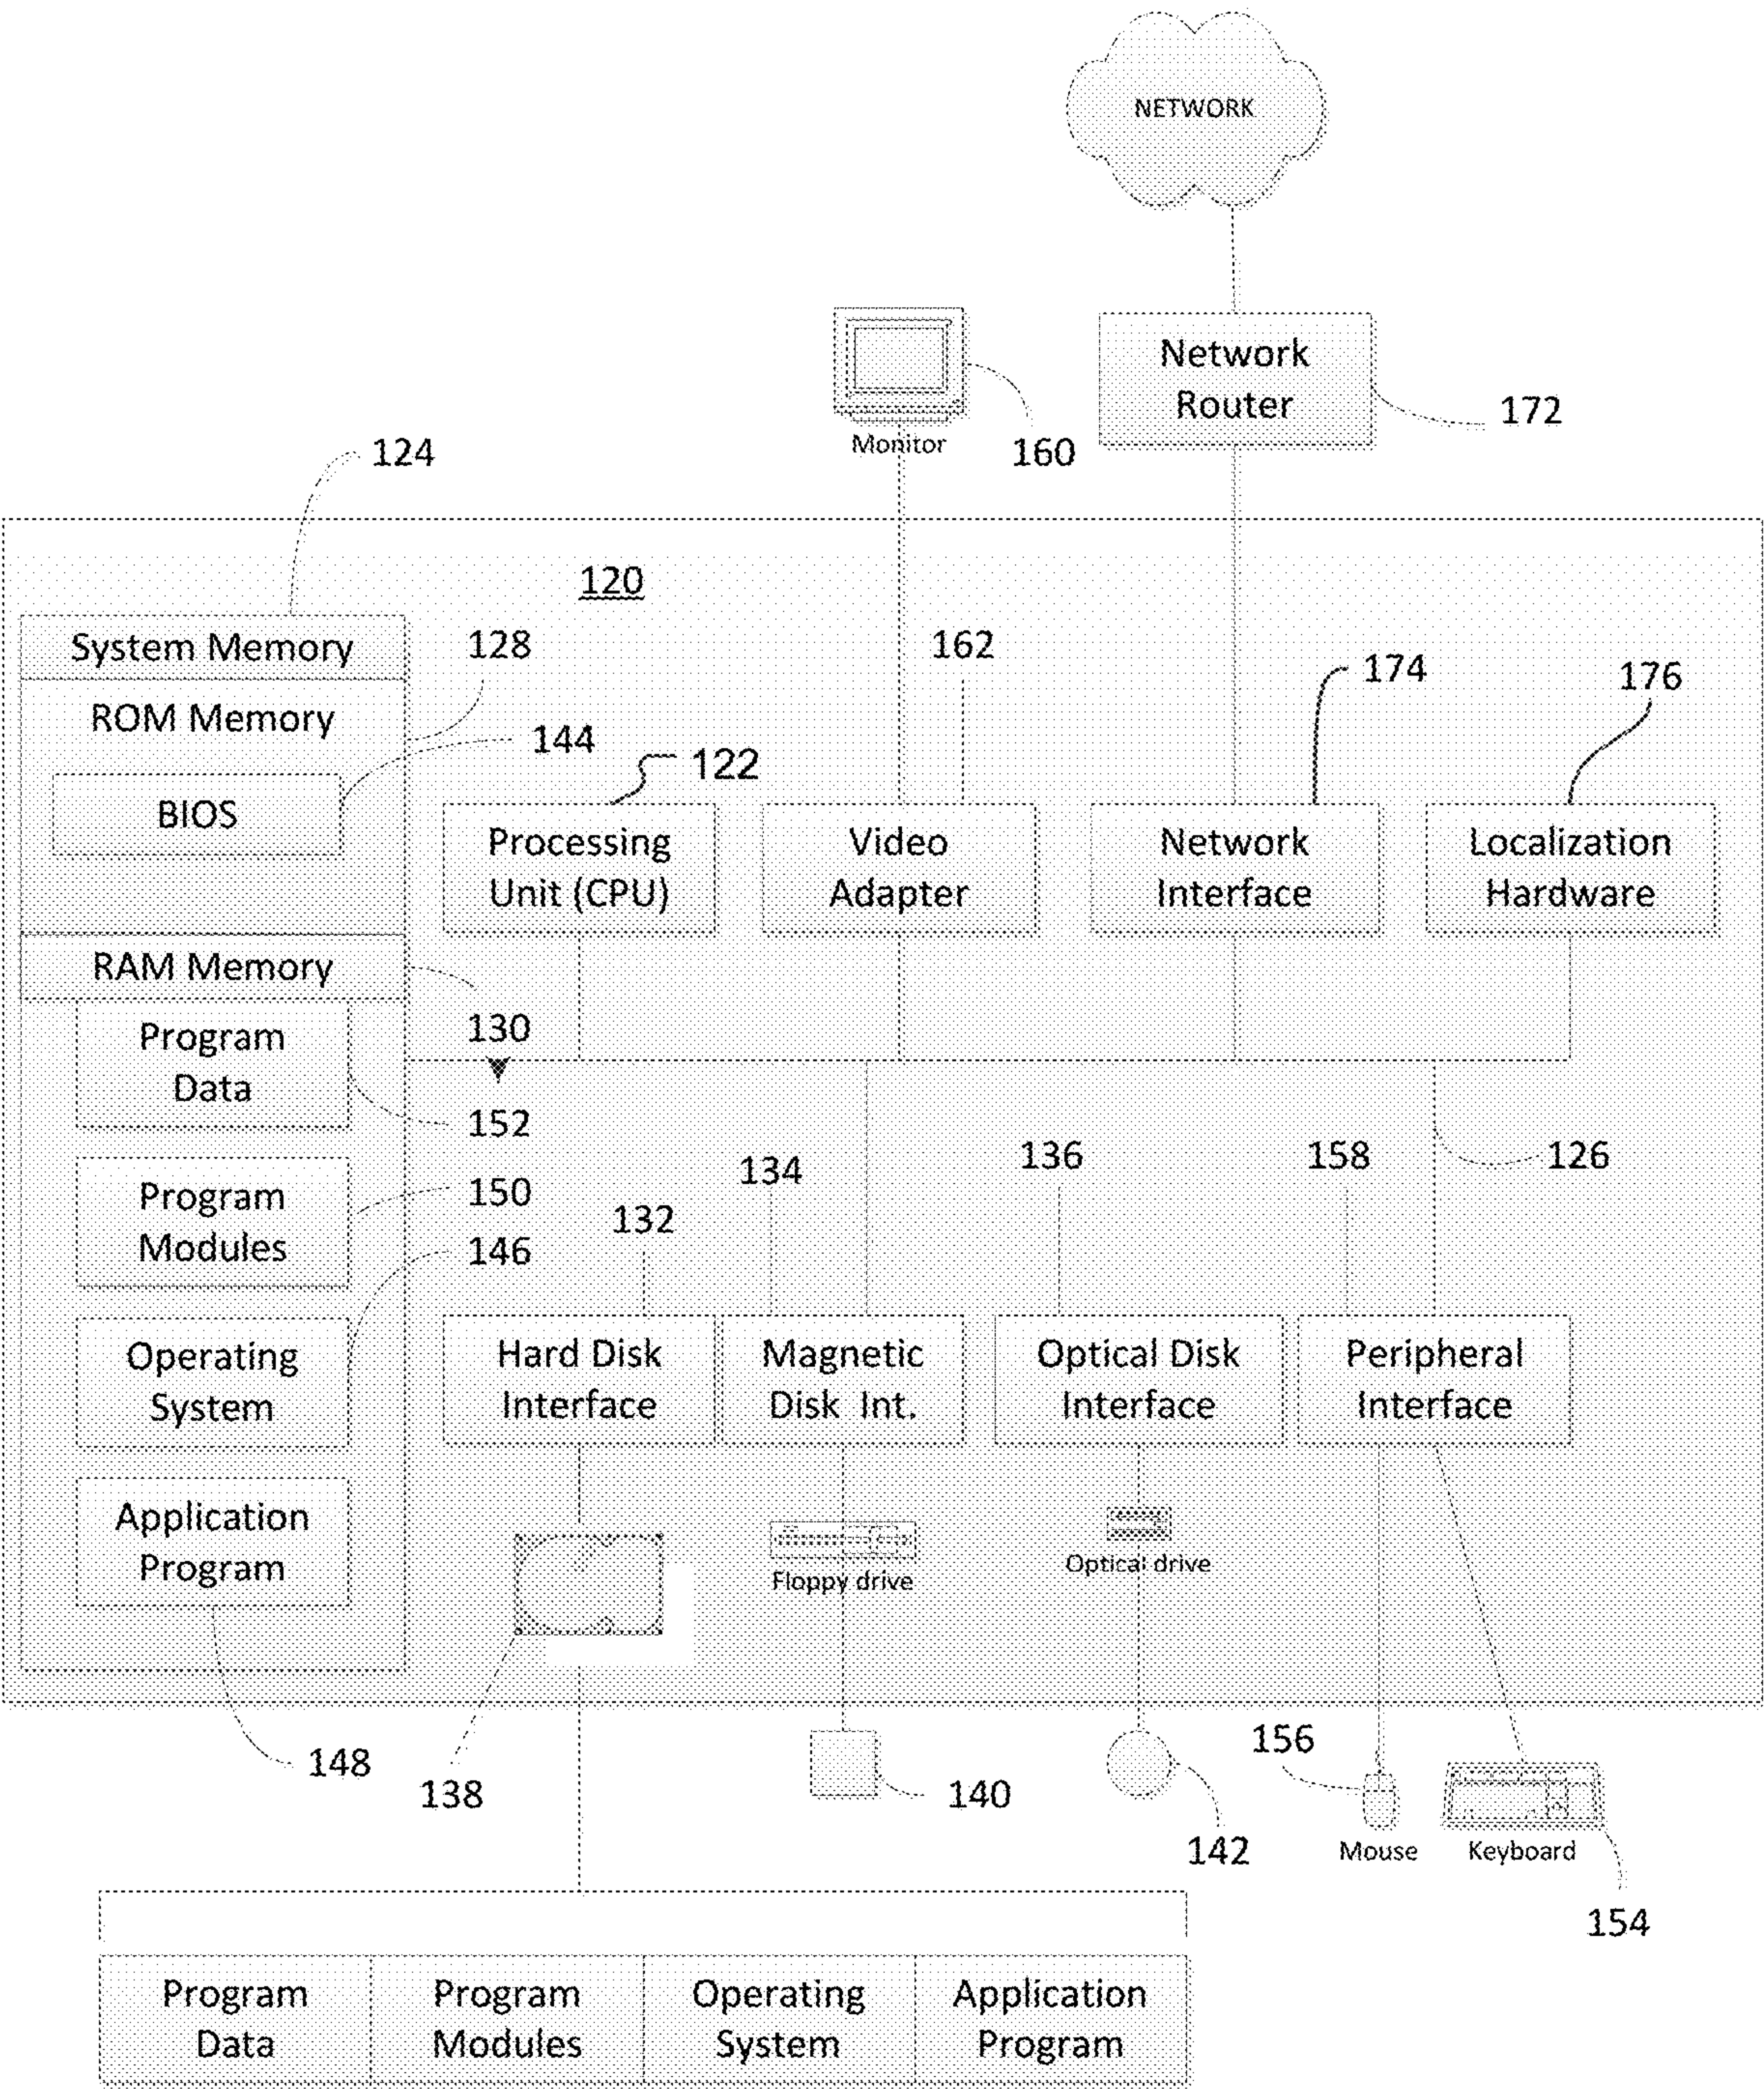 NETWORK
Network
Router
172
Monitor
160
124
120
System Memory
128
162
174
176
ROM Memory
144
122
BIOS
Processing
Unit (CPU)
Video
Adapter
Network
Interface
Localization
Hardware
RAM Memory
130
Program
Data
152
134
136
158
126
Program
Modules
150
132
146
Operating
System
Hard Disk
Interface
Magnetic
Disk Int.
Optical Disk
Interface
Peripheral
Interface
Application
Program
Floppy drive
Optical drive
148
138
140
142
156
Mouse
Keyboard
154
Program
Data
Program
Modules
Operating
System
Application
Program